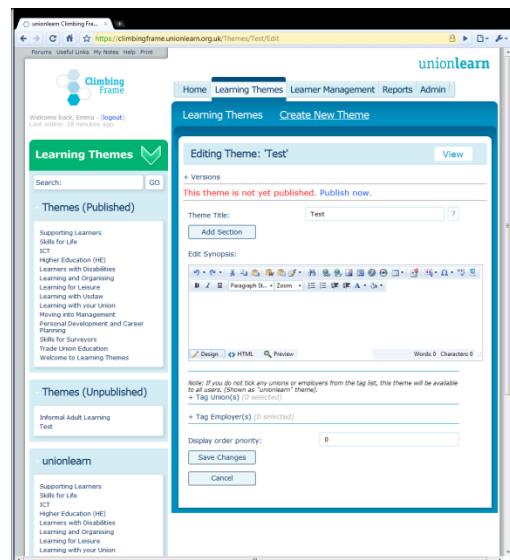 unionlearn Climbing Fra...
https://climbingframe.unionlearn.org.uk/Themes/Test/Edit
Forums Useful Links My Notes Help Print
unionlearn
Climbing
Frame
Home Learning Themes Learner Management Reports Admin
Welcome back, Emma - (logout)
Last online: 18 minutes ago
Learning Themes Create New Theme
Learning Themes
Search: GO
Themes (Published)
Supporting Learners
Skills for Life
ICT
Higher Education (HE)
Learners with Disabilities
Learning and Organising
Learning for Leisure
Learning with Usdaw
Learning with your Union
Moving into Management
Personal Development and Career
Planning
Skills for Surveyors
Trade Union Education
Welcome to Learning Themes
Themes (Unpublished)
Informal Adult Learning
Test
unionlearn
Supporting Learners
Skills for Life
ICT
Higher Education (HE)
Learners with Disabilities
Learning and Organising
Learning for Leisure
Learning with your Union
Editing Theme: 'Test' View
+ Versions
This theme is not yet published. Publish now.
Theme Title: Test ?
Add Section
Edit Synopsis:
B I U Paragraph St... Zoom
Design HTML Preview Words: 0 Characters: 0
Note: If you do not tick any unions or employers from the tag list, this theme will be available
to all users. (Shown as "unionlearn" theme).
+ Tag Union(s) (0 selected)
+ Tag Employer(s) (0 selected)
Display order priority: 0
Save Changes
Cancel